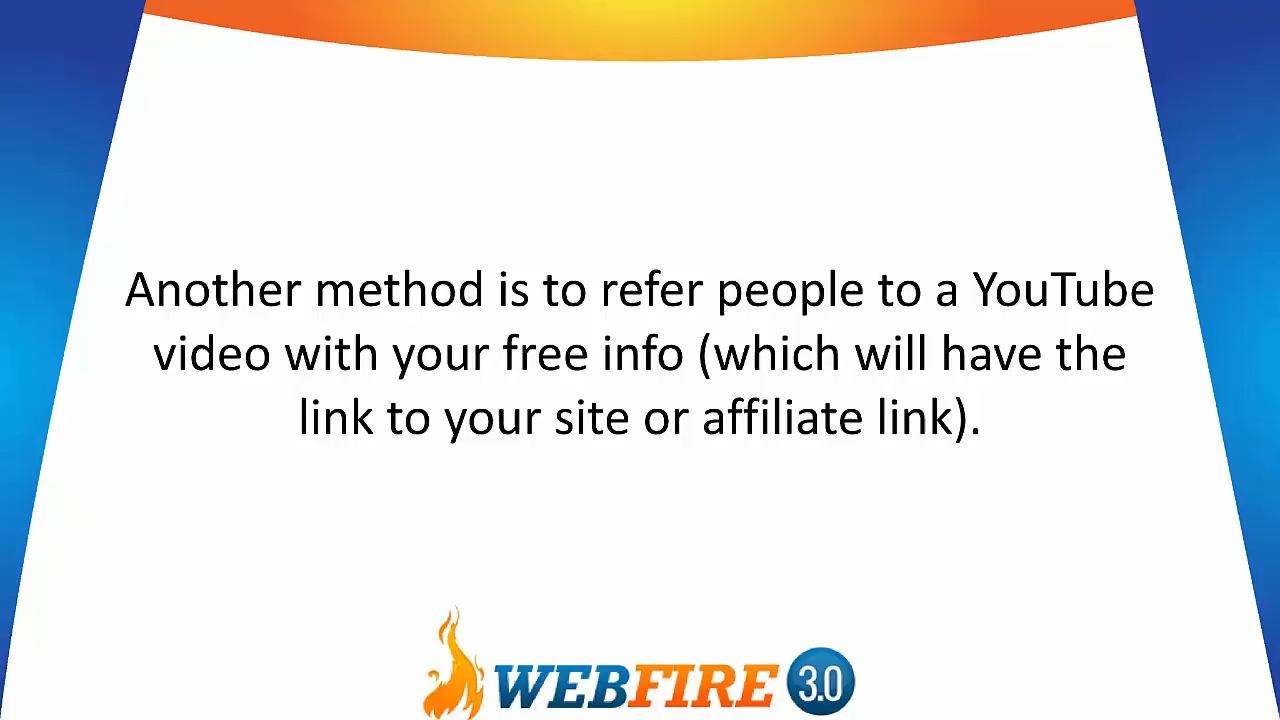 Another method is to refer people to a YouTube
video with your free info (which will have the
link to your site or affiliate link).
WEBFIRE 3.0